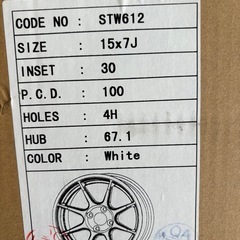 CODE NO : STW612
SIZE : 15x7J
INSET : 30
P.C.D. : 100
HOLES : 4H
HUB : 67.1
COLOR : White